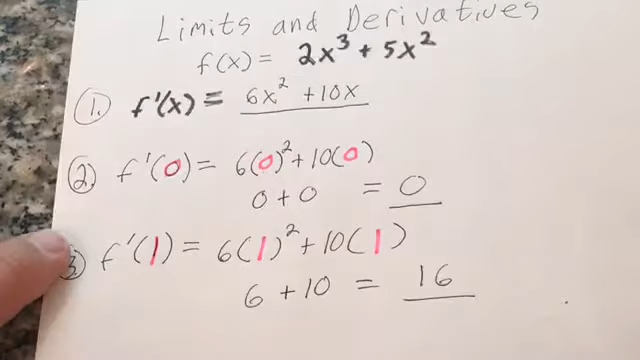 Limits and Derivatives
f(x) = 2x³ + 5x²
1. f'(x) = 6x² + 10x
2. f'(0) = 6(0)² + 10(0)
0 + 0 = 0
3. f'(1) = 6(1)² + 10(1)
6 + 10 = 16